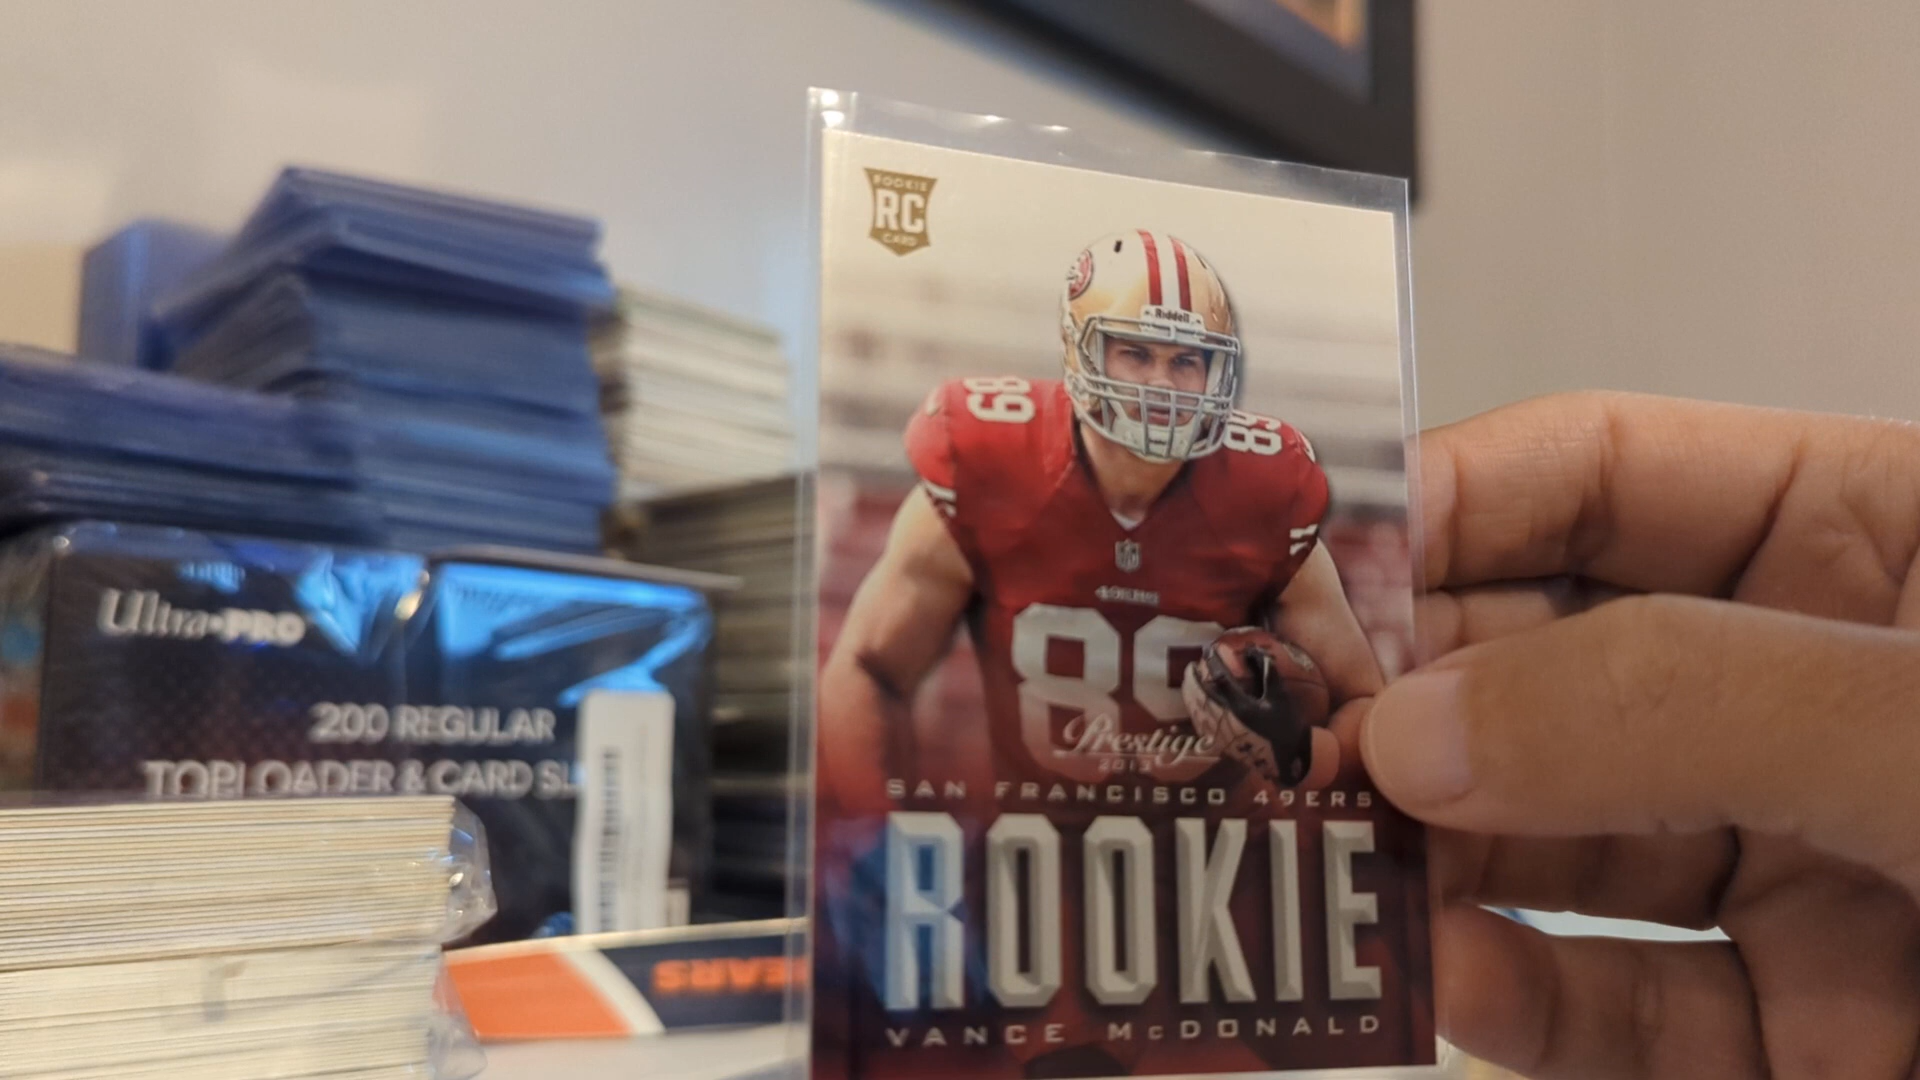 ROOKIE
RC
CARD
Riddell
89
89
49ERS
89
Prestige
2013
SAN FRANCISCO 49ERS
ROOKIE
VANCE McDONALD
Ultra•PRO
200 REGULAR
TOPLOADER & CARD SL
EARS